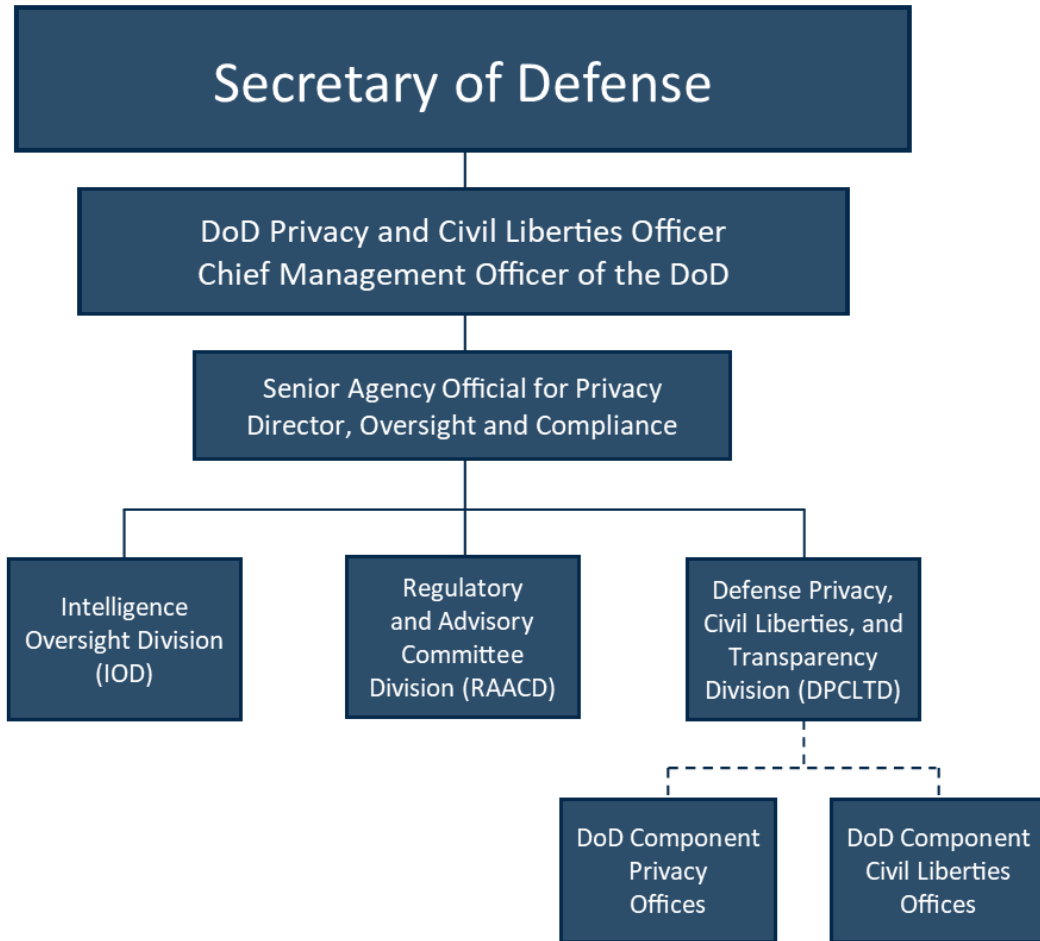 Secretary of Defense
DoD Privacy and Civil Liberties Officer
Chief Management Officer of the DoD
Senior Agency Official for Privacy
Director, Oversight and Compliance
Intelligence
Oversight Division
(IOD)
Regulatory
and Advisory
Committee
Division (RAACD)
Defense Privacy,
Civil Liberties, and
Transparency
Division (DPCLTD)
DoD Component
Privacy
Offices
DoD Component
Civil Liberties
Offices